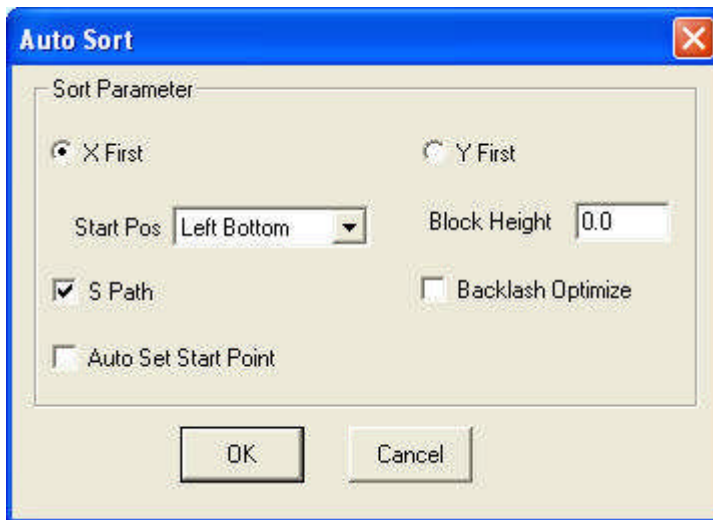 Auto Sort
Sort Parameter
X First
Y First
Start Pos Left Bottom
Block Height 0.0
S Path
Backlash Optimize
Auto Set Start Point
OK
Cancel